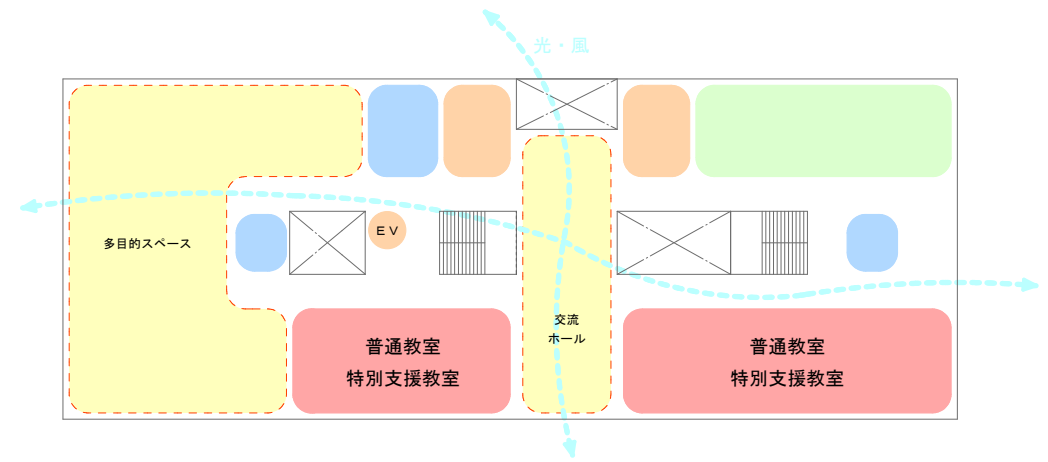 光・風
多目的スペース
EV
交流
ホール
普通教室
特別支援教室
普通教室
特別支援教室